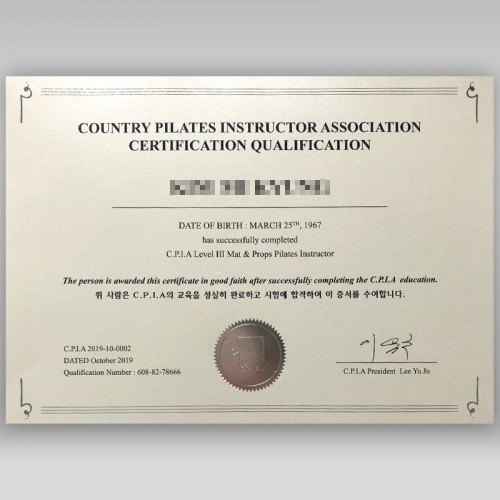 COUNTRY PILATES INSTRUCTOR ASSOCIATION
CERTIFICATION QUALIFICATION
DATE OF BIRTH : MARCH 25TH, 1967
has successfully completed
C.P.I.A Level III Mat & Props Pilates Instructor
The person is awarded this certificate in good faith after successfully completing the C.P.I.A education.
위 사람은 C.P.I.A의 교육을 성실히 완료하고 시험에 합격하여 이 증서를 수여합니다.
C.P.I.A 2019-10-0002
DATED October 2019
Qualification Number : 608-82-78666
C.P.I.A President Lee Yu Ju